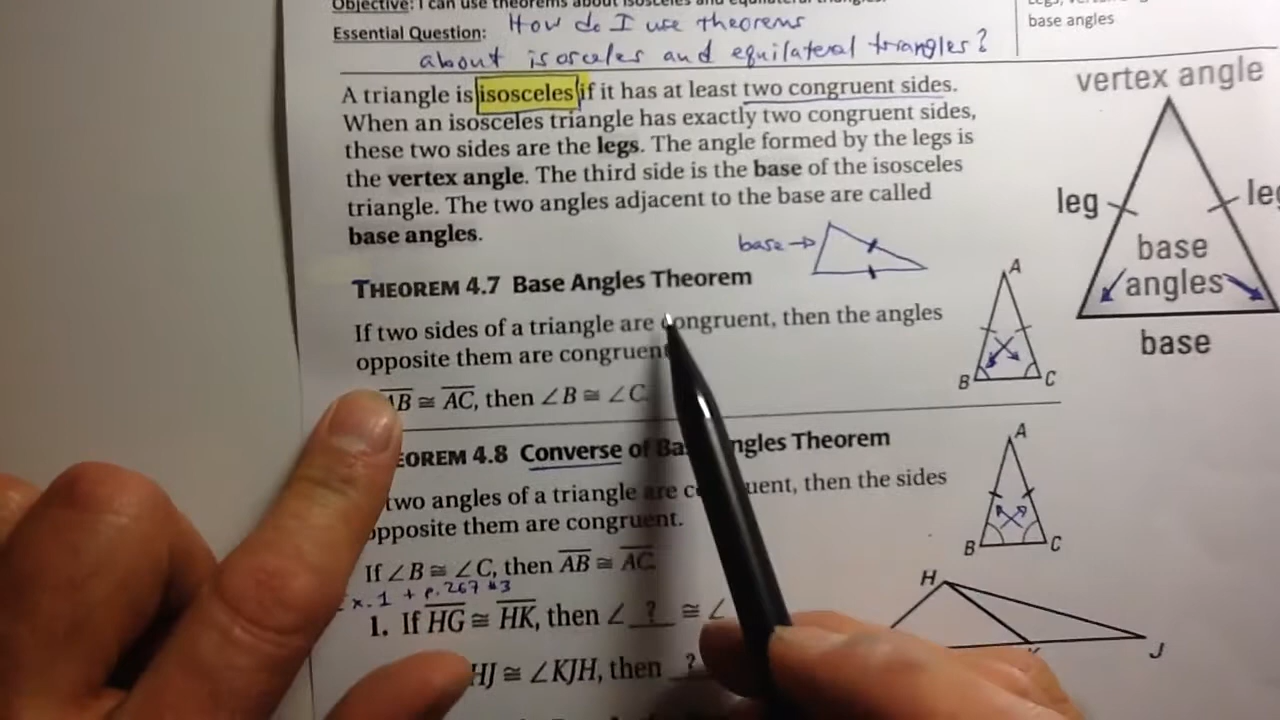 Objective: I can use theorems about isosceles and equilateral triangles.
Essential Question: How do I use theorems
about isosceles and equilateral triangles?
base angles
A triangle is isosceles if it has at least two congruent sides.
When an isosceles triangle has exactly two congruent sides,
these two sides are the legs. The angle formed by the legs is
the vertex angle. The third side is the base of the isosceles
triangle. The two angles adjacent to the base are called
base angles.
vertex angle
leg
base
angles
base
base →
THEOREM 4.7 Base Angles Theorem
If two sides of a triangle are congruent, then the angles
opposite them are congruent
AB ≅ AC, then ∠B ≅ ∠C.
A
B
C
THEOREM 4.8 Converse of Base Angles Theorem
two angles of a triangle are congruent, then the sides
opposite them are congruent.
If ∠B ≅ ∠C, then AB ≅ AC.
A
B
C
Ex. 1 + p. 267 #3
1. If HG ≅ HK, then ∠ ? ≅ ∠
HJ ≅ ∠KJH, then ?
H
K
J